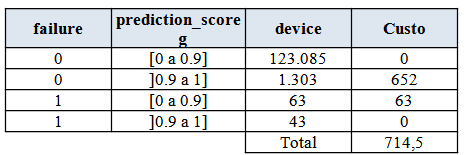 failure prediction_score g device Custo
0 [0 a 0.9] 123.085 0
0 ]0.9 a 1] 1.303 652
1 [0 a 0.9] 63 63
1 ]0.9 a 1] 43 0
Total 714,5